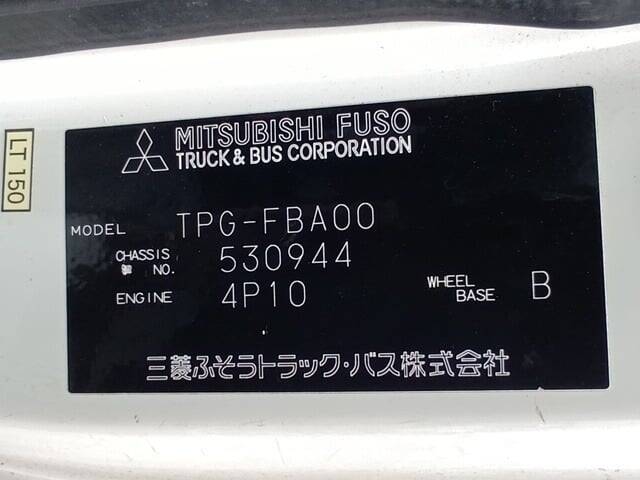 MITSUBISHI FUSO
TRUCK & BUS CORPORATION
LT 150
MODEL TPG-FBA00
CHASSIS NO. 530944
ENGINE 4P10
WHEEL BASE B
三菱ふそうトラック・バス株式会社